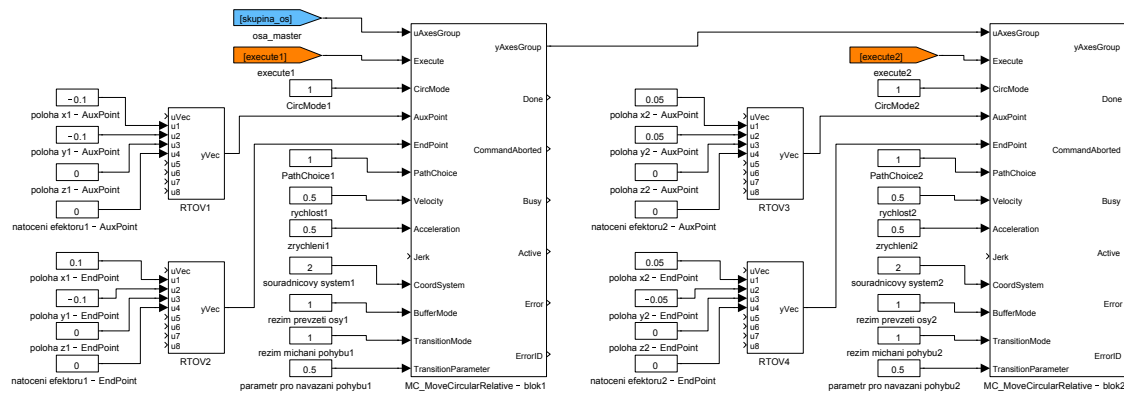 [skupina_os]
osa_master
[execute1]
execute1
1
CircMode1
−0.1
poloha x1 − AuxPoint
−0.1
poloha y1 − AuxPoint
0
poloha z1 − AuxPoint
0
natoceni efektoru1 − AuxPoint
uVec
u1
u2
u3
u4
u5
u6
u7
u8
yVec
RTOV1
0.1
poloha x1 − EndPoint
−0.1
poloha y1 − EndPoint
0
poloha z1 − EndPoint
0
natoceni efektoru1 − EndPoint
uVec
u1
u2
u3
u4
u5
u6
u7
u8
yVec
RTOV2
1
PathChoice1
0.5
rychlost1
0.5
zrychleni1
2
souradnicovy system1
1
rezim prevzeti osy1
1
rezim michani pohybu1
0.5
parametr pro navazani pohybu1
uAxesGroup
Execute
CircMode
AuxPoint
EndPoint
PathChoice
Velocity
Acceleration
Jerk
CoordSystem
BufferMode
TransitionMode
TransitionParameter
yAxesGroup
Done
CommandAborted
Busy
Active
Error
ErrorID
MC_MoveCircularRelative − blok1
[execute2]
execute2
1
CircMode2
0.05
poloha x2 − AuxPoint
0.05
poloha y2 − AuxPoint
0
poloha z2 − AuxPoint
0
natoceni efektoru2 − AuxPoint
uVec
u1
u2
u3
u4
u5
u6
u7
u8
yVec
RTOV3
0.05
poloha x2 − EndPoint
−0.05
poloha y2 − EndPoint
0
poloha z2 − EndPoint
0
natoceni efektoru2 − EndPoint
uVec
u1
u2
u3
u4
u5
u6
u7
u8
yVec
RTOV4
1
PathChoice2
0.5
rychlost2
0.5
zrychleni2
2
souradnicovy system2
1
rezim prevzeti osy2
1
rezim michani pohybu2
0.5
parametr pro navazani pohybu2
uAxesGroup
Execute
CircMode
AuxPoint
EndPoint
PathChoice
Velocity
Acceleration
Jerk
CoordSystem
BufferMode
TransitionMode
TransitionParameter
yAxesGroup
Done
CommandAborted
Busy
Active
Error
ErrorID
MC_MoveCircularRelative − blok2